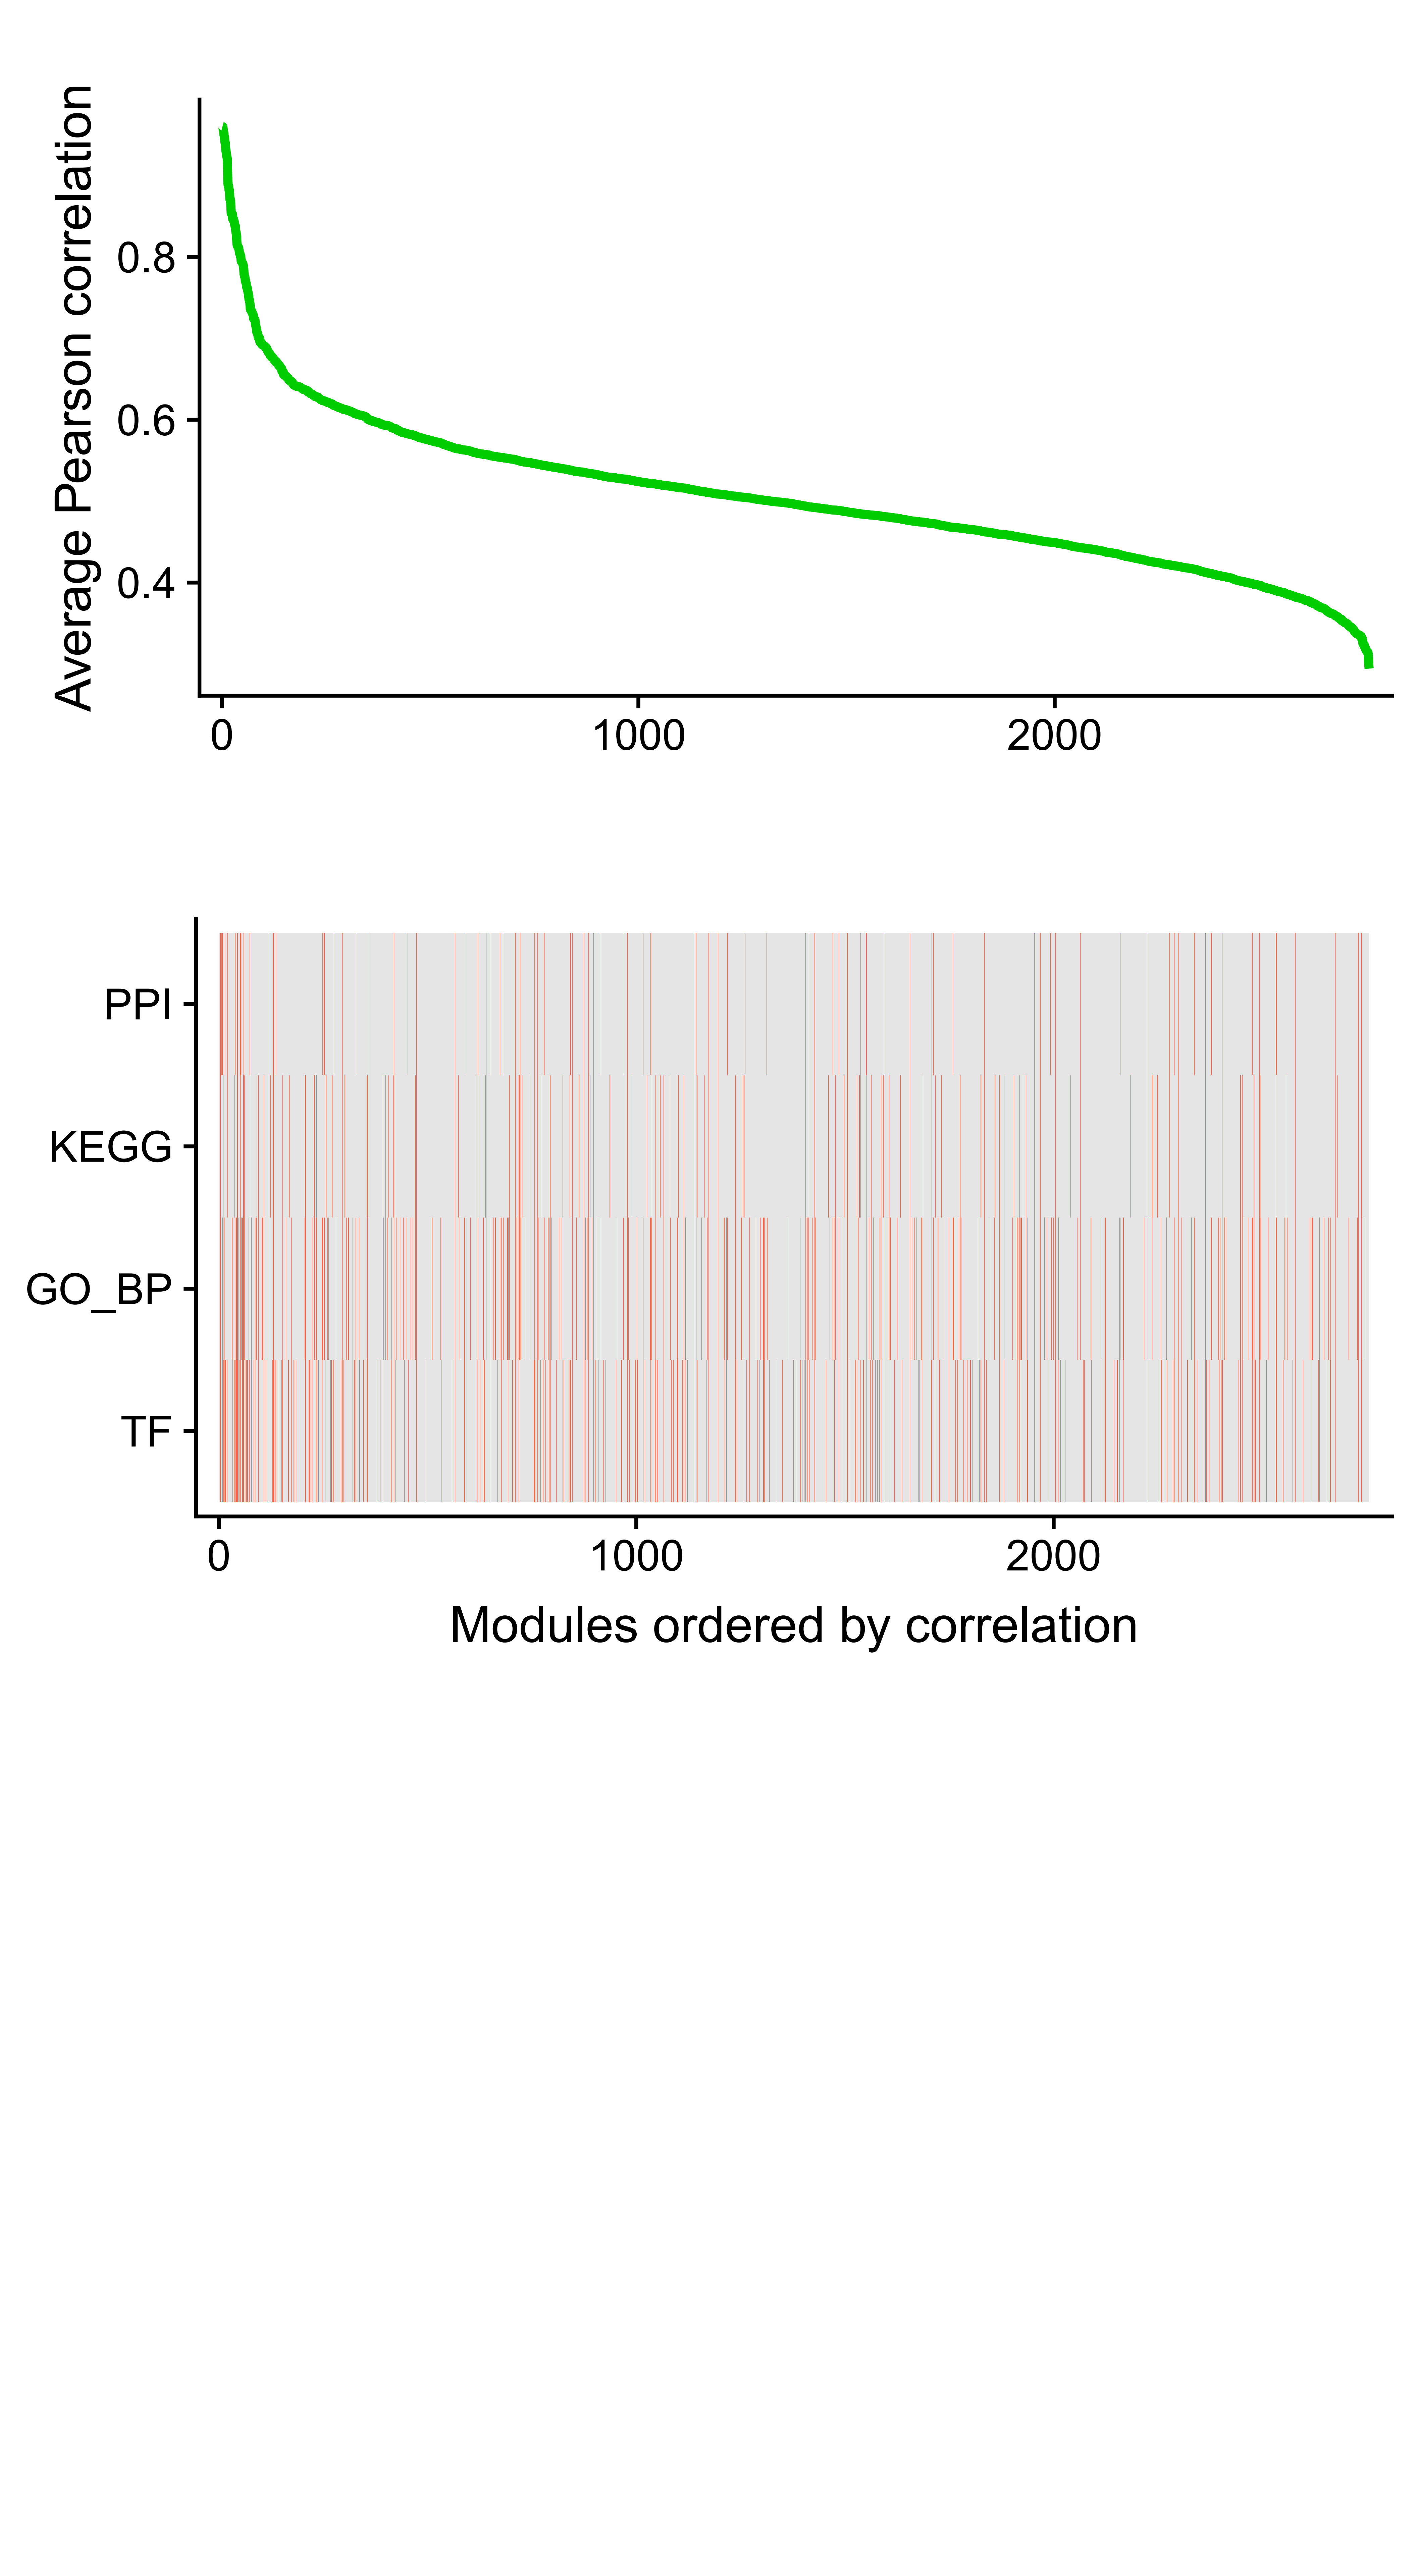 Average Pearson correlation
0.8
0.6
0.4
0 1000 2000
PPI
KEGG
GO_BP
TF
0 1000 2000
Modules ordered by correlation